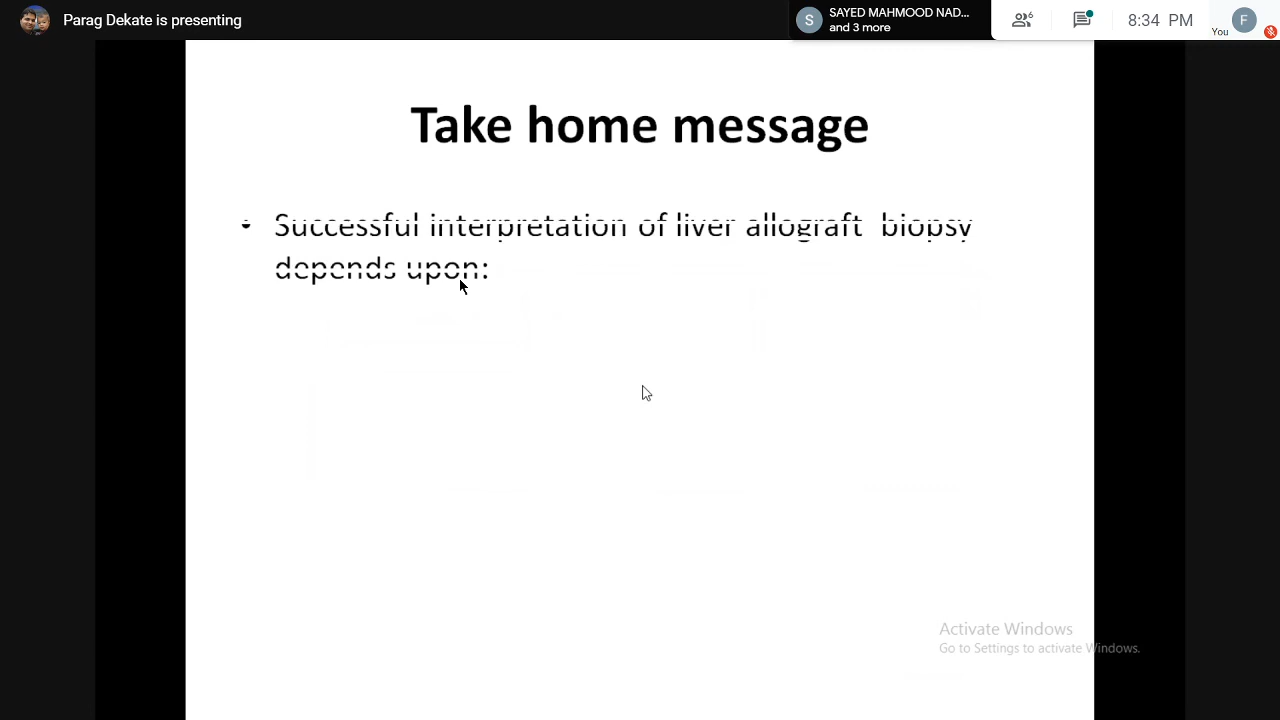 Parag Dekate is presenting
S
SAYED MAHMOOD NAD...
and 3 more
6
8:34 PM
You
F
Take home message
• Successful interpretation of liver allograft biopsy
depends upon:
Activate Windows
Go to Settings to activate Windows.